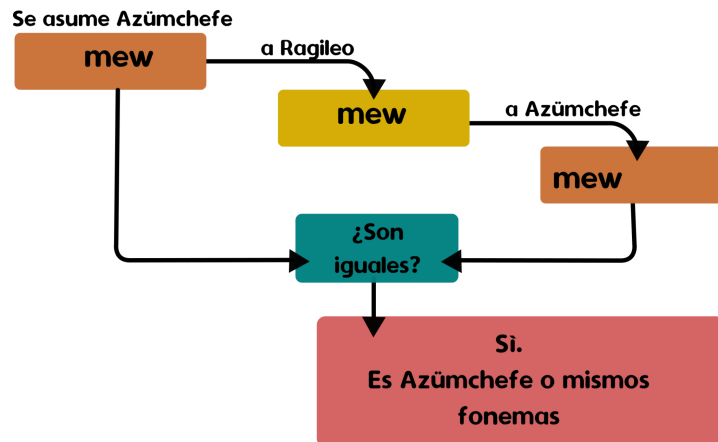 Se asume Azümchefe
mew
a Ragileo
mew
a Azümchefe
mew
¿Son
iguales?
Sì.
Es Azümchefe o mismos
fonemas